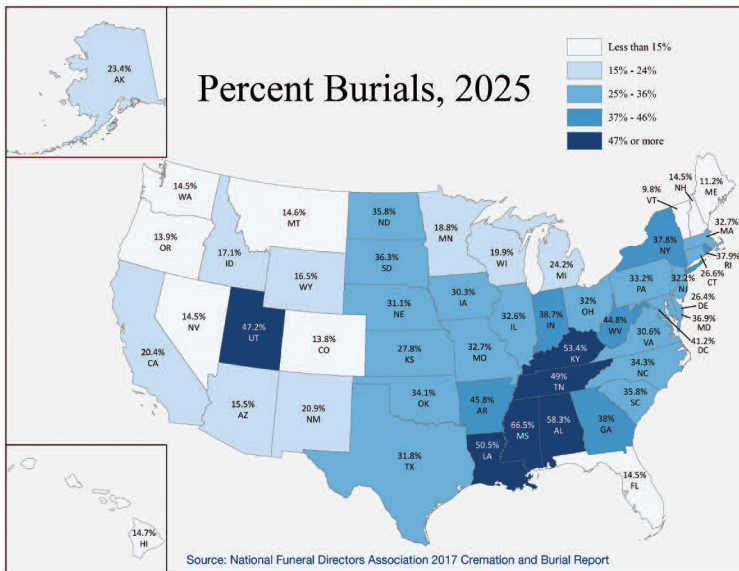 Percent Burials, 2025
Less than 15%
15% - 24%
25% - 36%
37% - 46%
47% or more
23.4%
AK
14.5%
WA
14.6%
MT
35.8%
ND
18.8%
MN
9.8%
VT
14.5%
NH
11.2%
ME
13.9%
OR
17.1%
ID
36.3%
SD
19.9%
WI
24.2%
MI
37.8%
NY
32.7%
MA
37.9%
RI
26.6%
CT
16.5%
WY
30.3%
IA
33.2%
PA
32.2%
NJ
26.4%
DE
36.9%
MD
41.2%
DC
14.5%
NV
47.2%
UT
13.8%
CO
31.1%
NE
32.6%
IL
38.7%
IN
32%
OH
44.8%
WV
30.6%
VA
20.4%
CA
27.8%
KS
32.7%
MO
53.4%
KY
34.3%
NC
15.5%
AZ
20.9%
NM
34.1%
OK
45.8%
AR
49%
TN
35.8%
SC
31.8%
TX
50.5%
LA
66.5%
MS
58.3%
AL
38%
GA
14.5%
FL
14.7%
HI
Source: National Funeral Directors Association 2017 Cremation and Burial Report